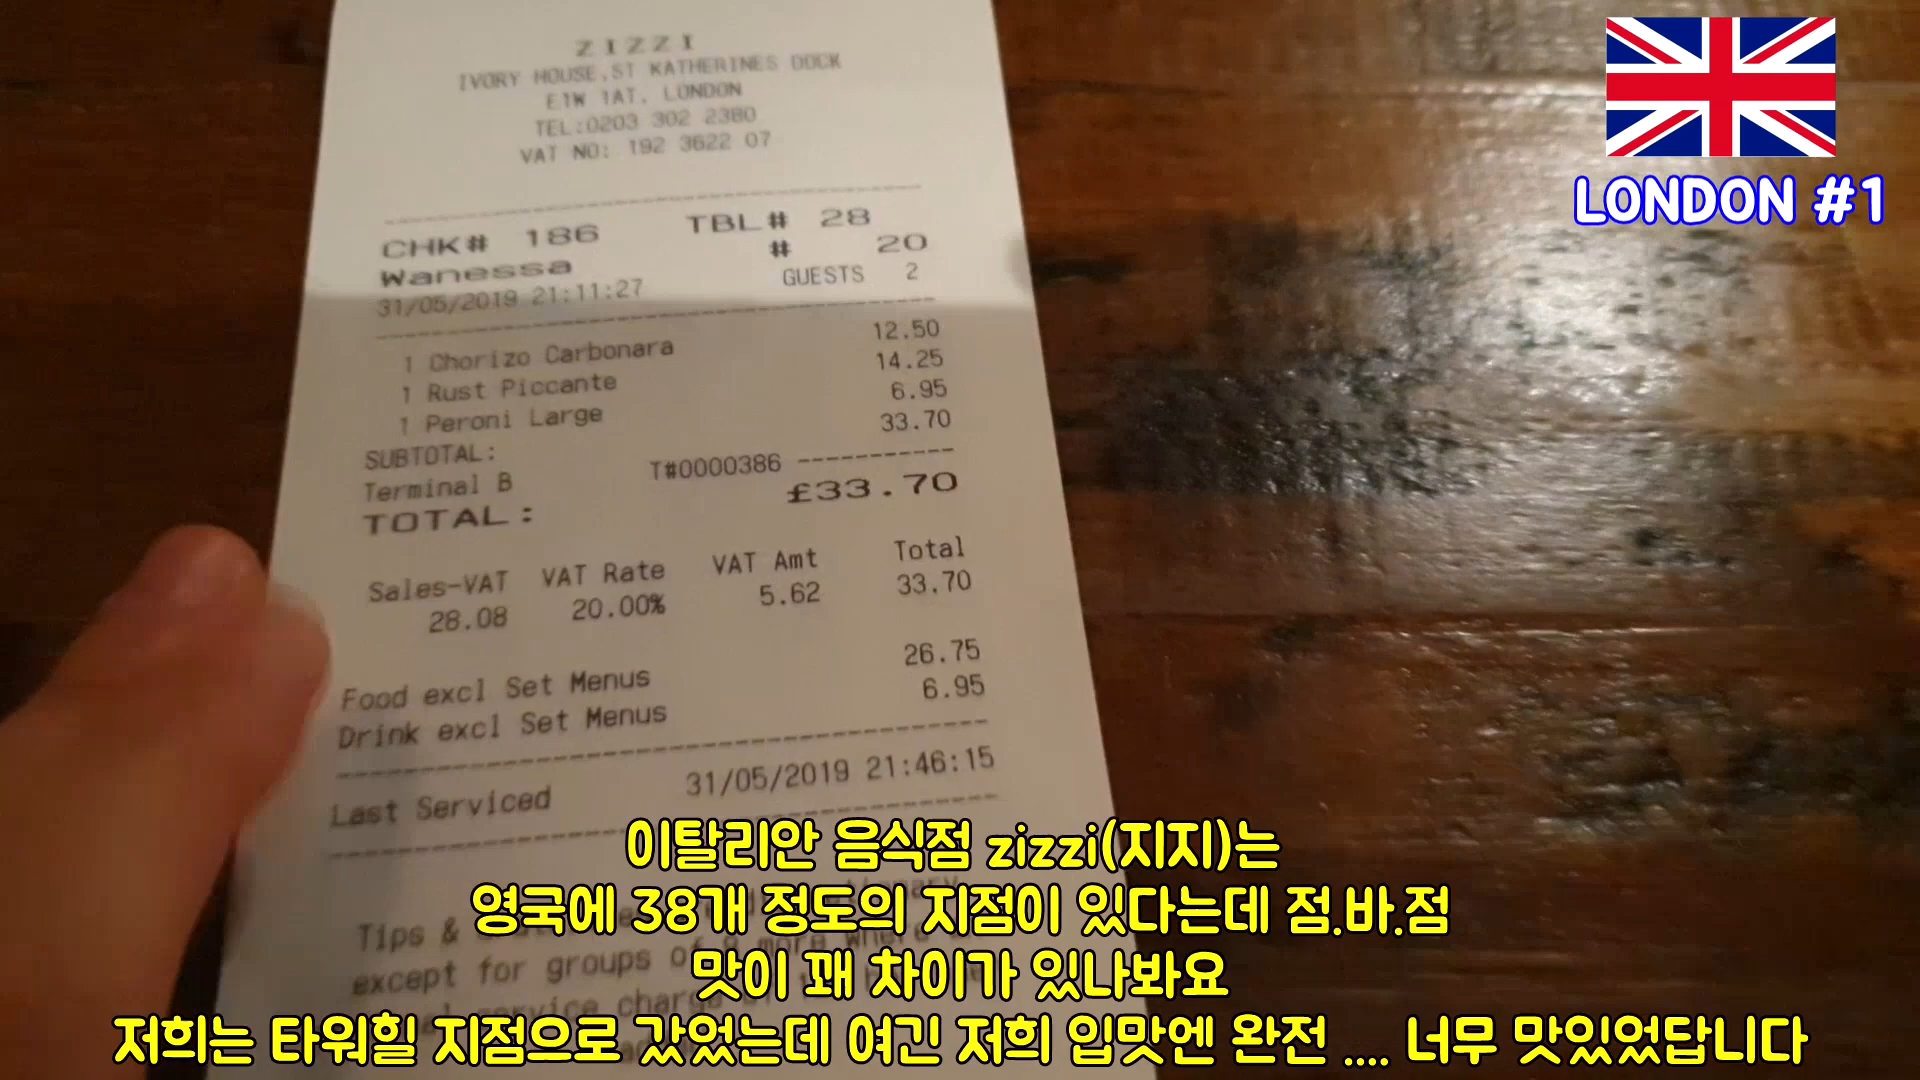 ZIZZI
IVORY HOUSE,ST KATHERINES DOCK
E1W 1AT, LONDON
TEL:0203 302 2380
VAT NO: 192 3622 07
CHK# 186 TBL# 28
Wanessa # 20
31/05/2019 21:11:27 GUESTS 2
1 Chorizo Carbonara 12.50
1 Rust Piccante 14.25
1 Peroni Large 6.95
SUBTOTAL: 33.70
Terminal B T#0000386 -----------
TOTAL: £33.70
Sales-VAT VAT Rate VAT Amt Total
28.08 20.00% 5.62 33.70
Food excl Set Menus 26.75
Drink excl Set Menus 6.95
Last Serviced 31/05/2019 21:46:15
Tips &
except for groups of 8 more where
service charge
LONDON #1
이탈리안 음식점 zizzi(지지)는
영국에 38개 정도의 지점이 있다는데 점.바.점
맛이 꽤 차이가 있나봐요
저희는 타워힐 지점으로 갔었는데 여긴 저희 입맛엔 완전 .... 너무 맛있었답니다